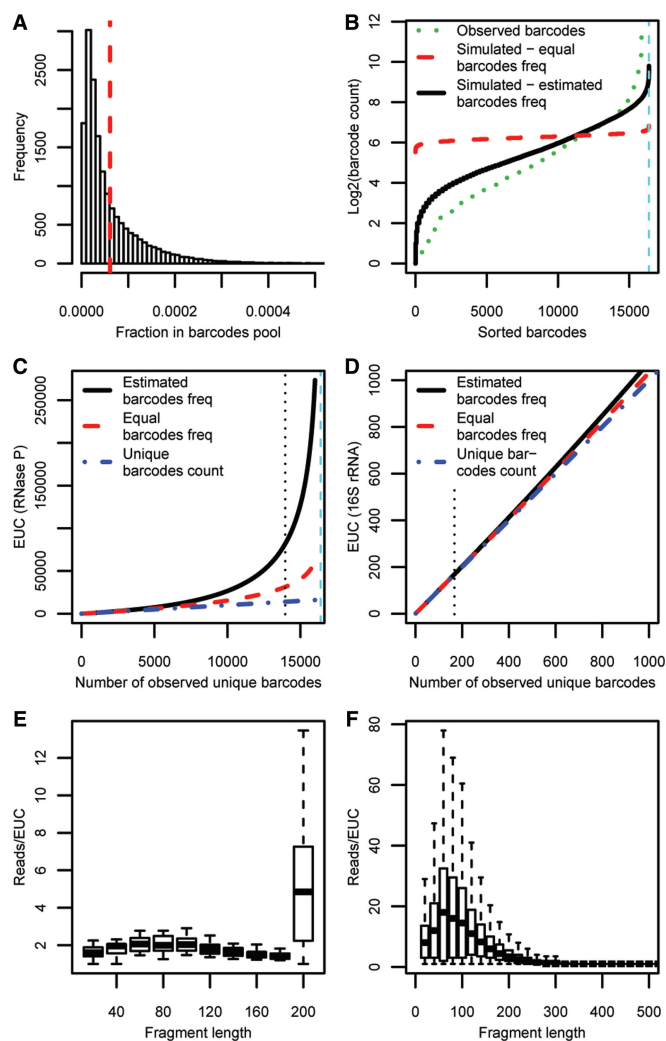 A
Frequency
0 500 1500 2500
0.0000 0.0002 0.0004
Fraction in barcodes pool
B
Observed barcodes
Simulated – equal
barcodes freq
Simulated – estimated
barcodes freq
Log2(barcode count)
0 2 4 6 8 10 12
0 5000 10000 15000
Sorted barcodes
C
Estimated
barcodes freq
Equal
barcodes freq
Unique
barcodes count
EUC (RNase P)
0 50000 150000 250000
0 5000 10000 15000
Number of observed unique barcodes
D
Estimated
barcodes freq
Equal
barcodes freq
Unique bar–
codes count
EUC (16S rRNA)
0 200 400 600 800 1000
0 200 400 600 800 1000
Number of observed unique barcodes
E
Reads/EUC
2 4 6 8 10 12
40 80 120 160 200
Fragment length
F
Reads/EUC
0 20 40 60 80
0 100 200 300 400 500
Fragment length